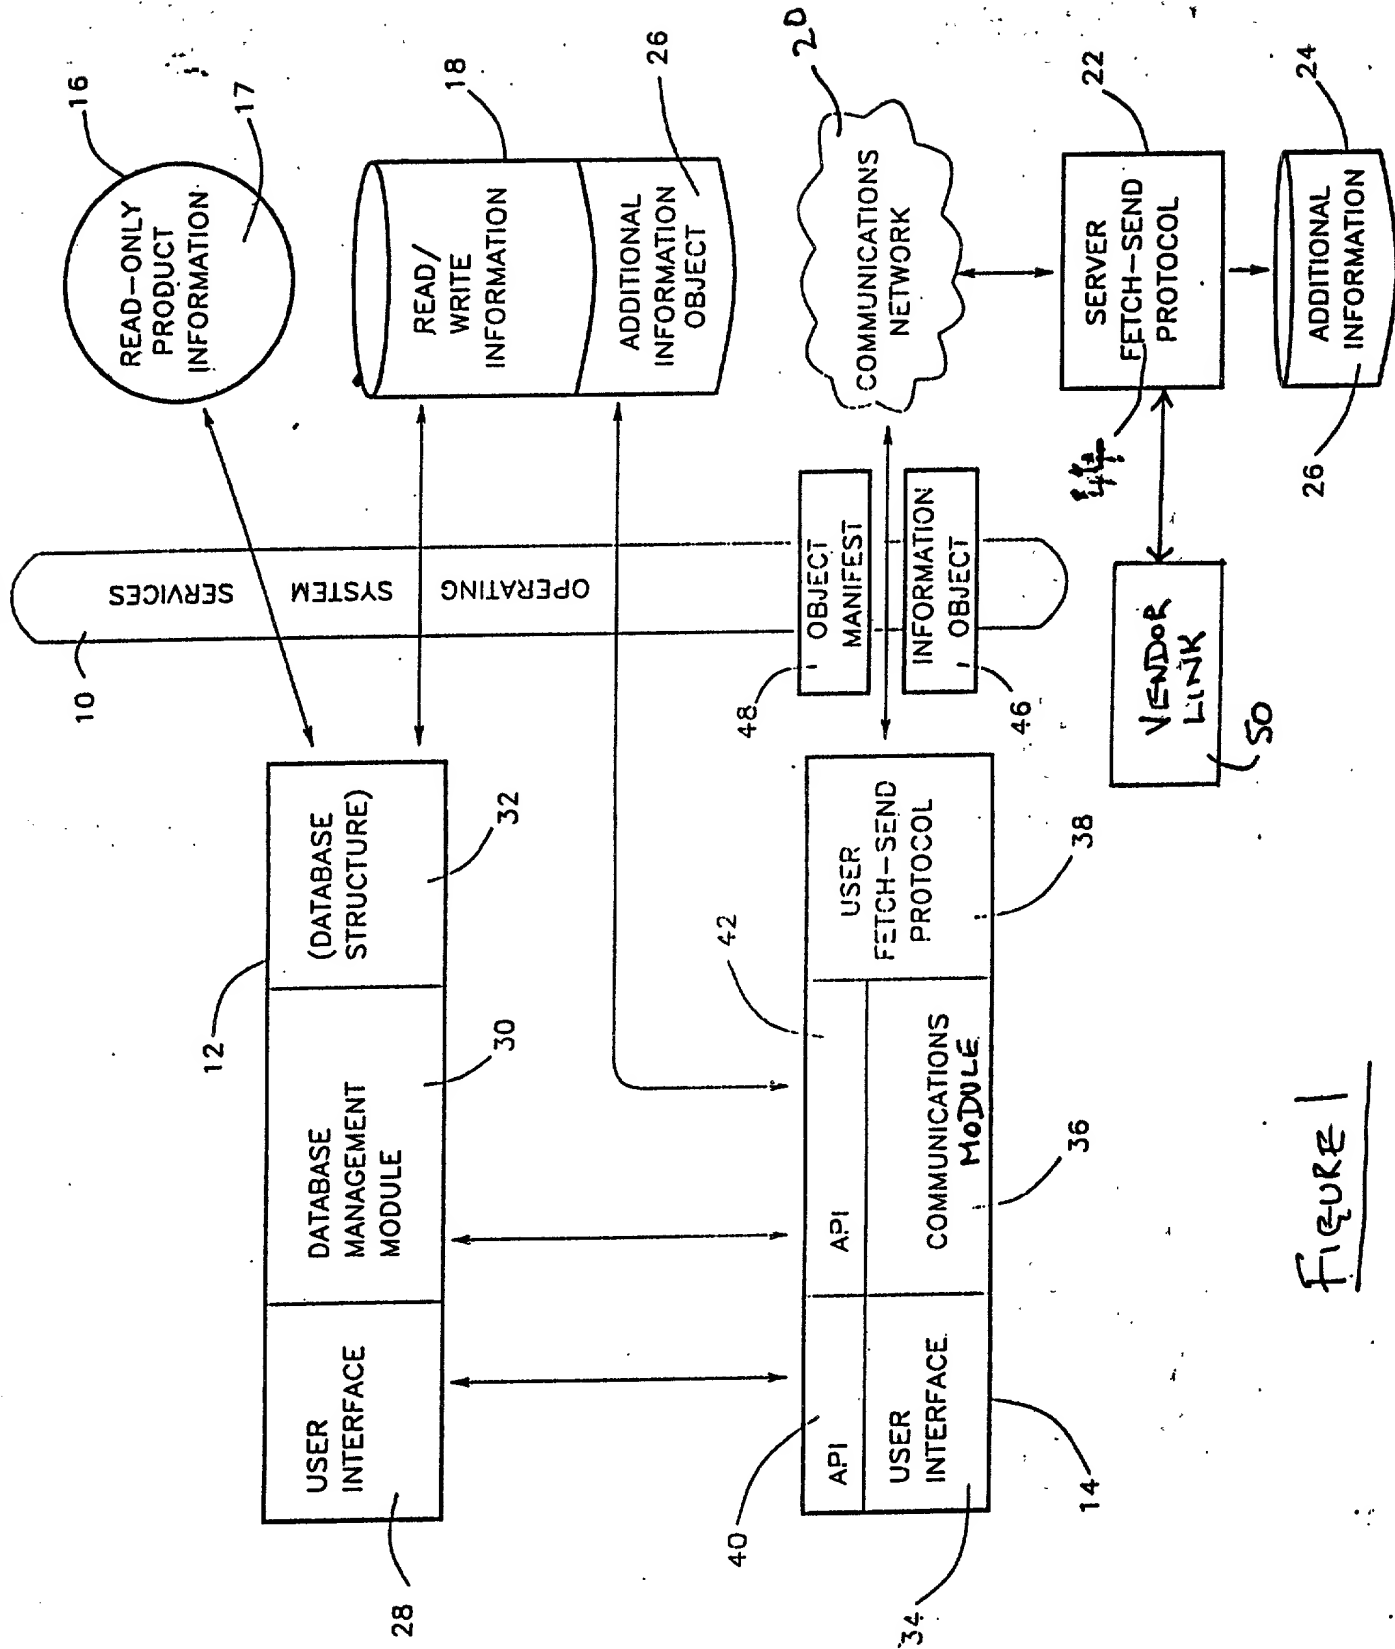 16
READ-ONLY
PRODUCT
INFORMATION
17
18
READ/
WRITE
INFORMATION
ADDITIONAL
INFORMATION
OBJECT
26
10
OPERATING
SYSTEM
SERVICES
12
USER
INTERFACE
28
DATABASE
MANAGEMENT
MODULE
30
(DATABASE
STRUCTURE)
32
20
COMMUNICATIONS
NETWORK
48
OBJECT
MANIFEST
INFORMATION
OBJECT
46
40
API
USER
INTERFACE
34
14
42
API
COMMUNICATIONS
MODULE
36
USER
FETCH-SEND
PROTOCOL
38
22
SERVER
FETCH-SEND
PROTOCOL
VENDOR
LINK
50
24
ADDITIONAL
INFORMATION
26
FIGURE 1